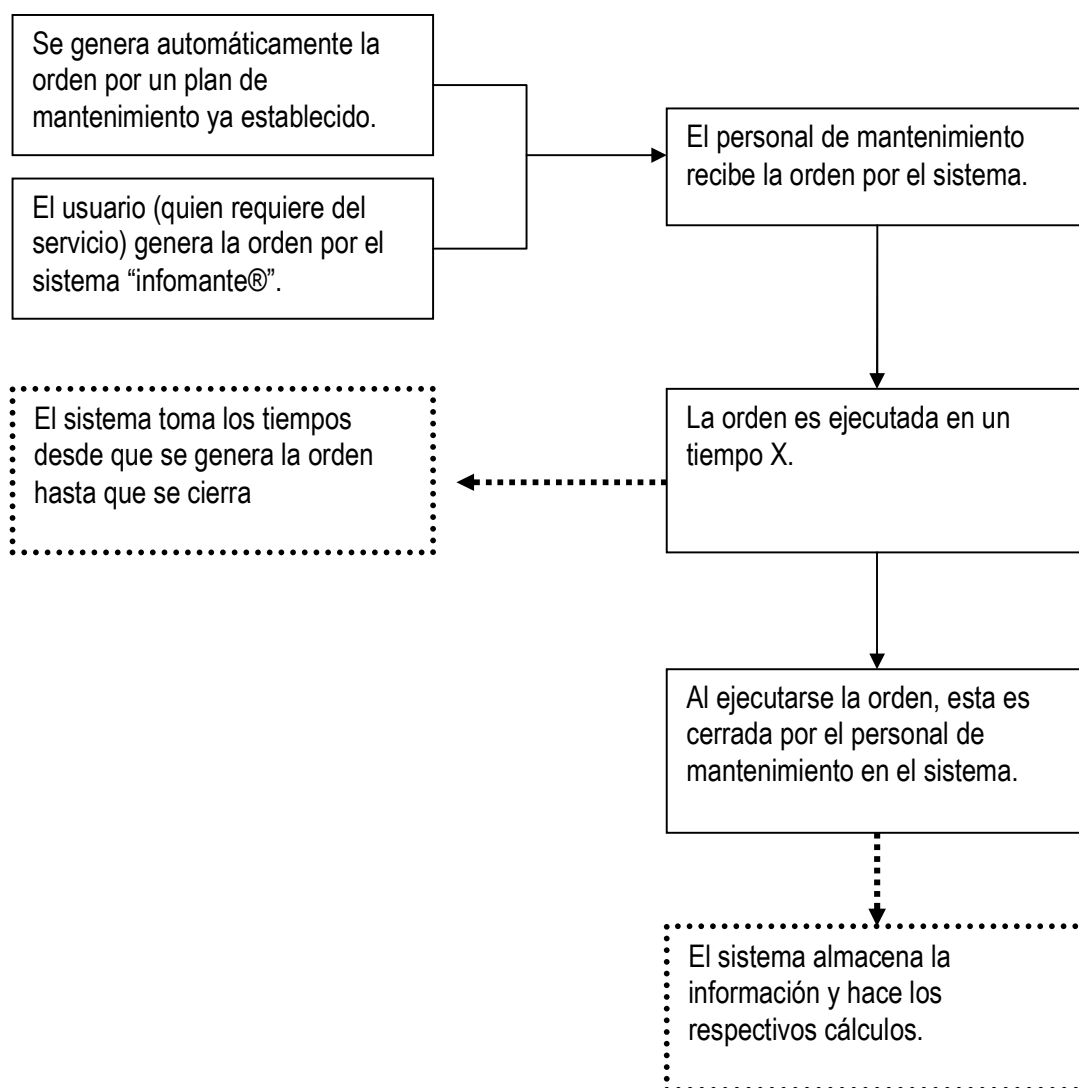 Se genera automáticamente la
orden por un plan de
mantenimiento ya establecido.
El usuario (quien requiere del
servicio) genera la orden por el
sistema “infomante®”.
El personal de mantenimiento
recibe la orden por el sistema.
El sistema toma los tiempos
desde que se genera la orden
hasta que se cierra
La orden es ejecutada en un
tiempo X.
Al ejecutarse la orden, esta es
cerrada por el personal de
mantenimiento en el sistema.
El sistema almacena la
información y hace los
respectivos cálculos.